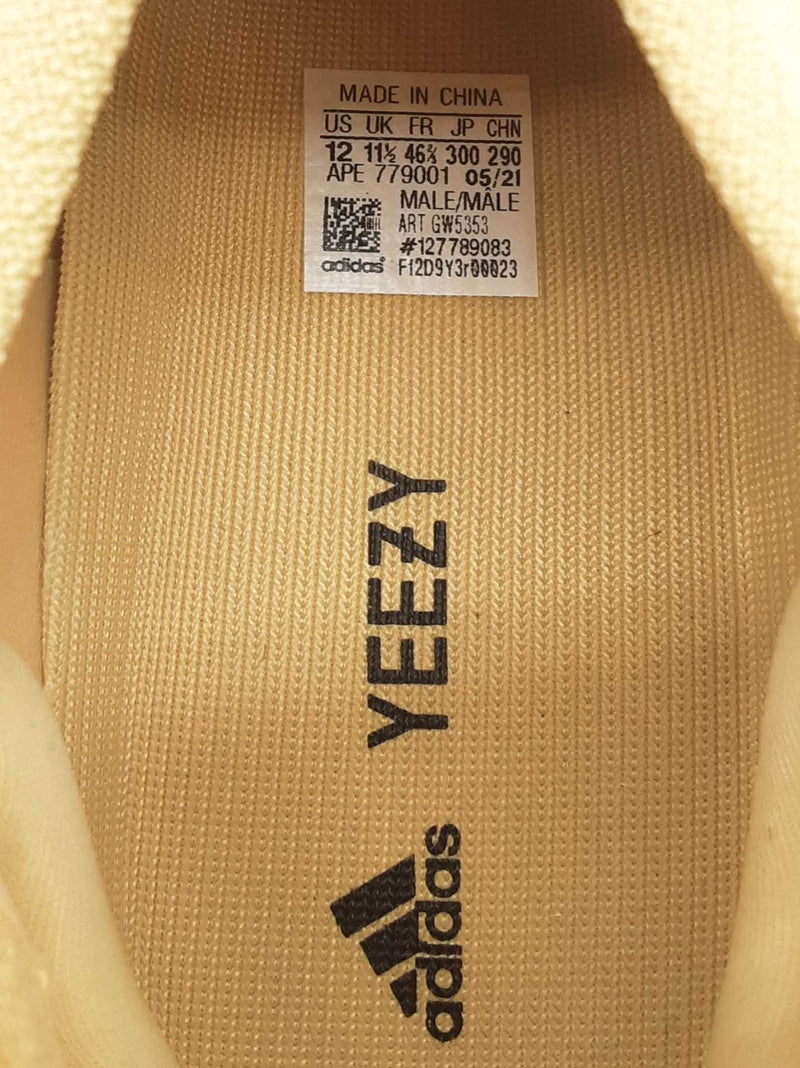 MADE IN CHINA
US UK FR JP CHN
12 11½ 46⅔ 300 290
APE 779001 05/21
MALE/MÂLE
ART GW5353
#127789083
adidas® F12D9Y3r00023
YEEZY
adidas